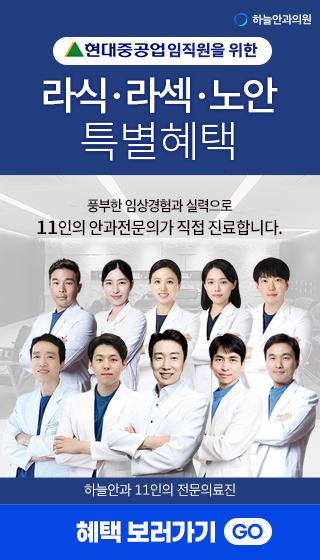 하늘안과의원
현대중공업 임직원을 위한
라식·라섹·노안
특별혜택
풍부한 임상경험과 실력으로
11인의 안과전문의가 직접 진료합니다.
하늘안과 11인의 전문의료진
혜택 보러가기 GO